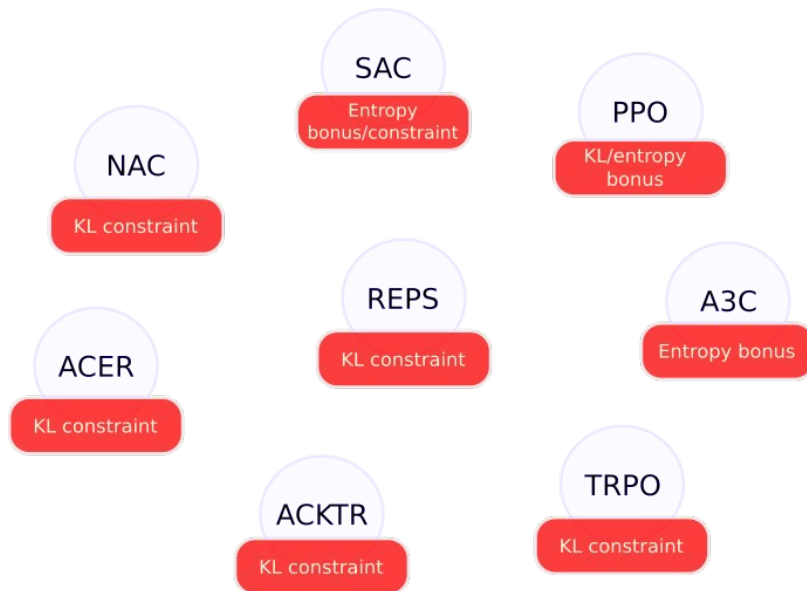 SAC
Entropy
bonus/constraint
PPO
KL/entropy
bonus
NAC
KL constraint
REPS
KL constraint
A3C
Entropy bonus
ACER
KL constraint
TRPO
KL constraint
ACKTR
KL constraint